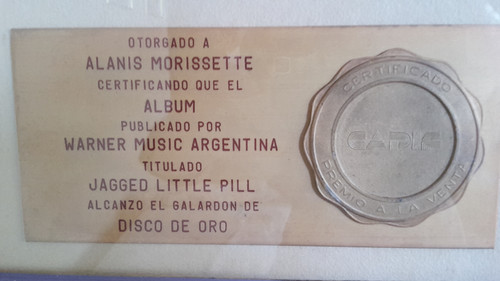 OTORGADO A
ALANIS MORISSETTE
CERTIFICANDO QUE EL
ALBUM
PUBLICADO POR
WARNER MUSIC ARGENTINA
TITULADO
JAGGED LITTLE PILL
ALCANZO EL GALARDON DE
DISCO DE ORO
CERTIFICADO
CAPIF
PREMIO A LA VENTA